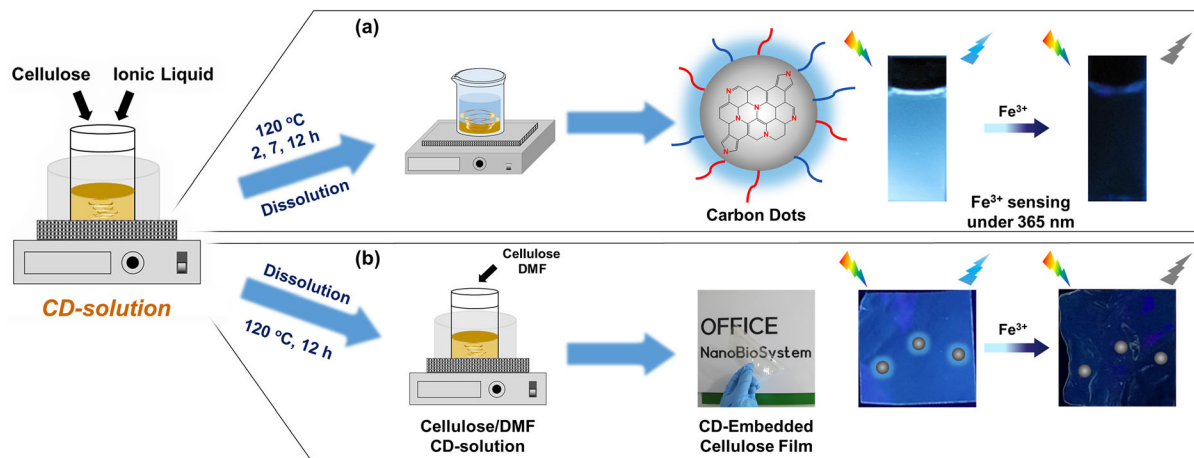 Cellulose
Ionic Liquid
CD-solution
(a)
120 °C
2, 7, 12 h
Dissolution
N
N
N
N
N
N
N
Carbon Dots
Fe³⁺
Fe³⁺ sensing
under 365 nm
(b)
Dissolution
120 °C, 12 h
Cellulose
DMF
Cellulose/DMF
CD-solution
OFFICE
NanoBioSystem
CD-Embedded
Cellulose Film
Fe³⁺